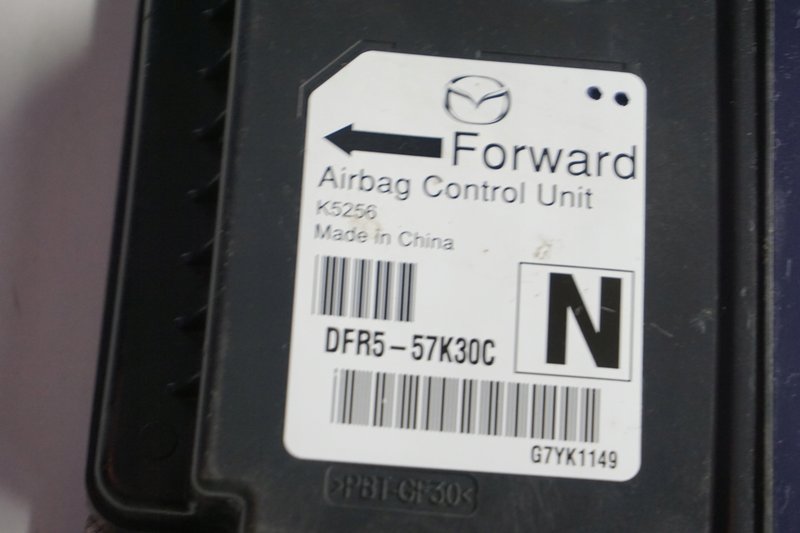 Forward
Airbag Control Unit
K5256
Made in China
N
DFR5-57K30C
G7YK1149
>PBT-GF30<